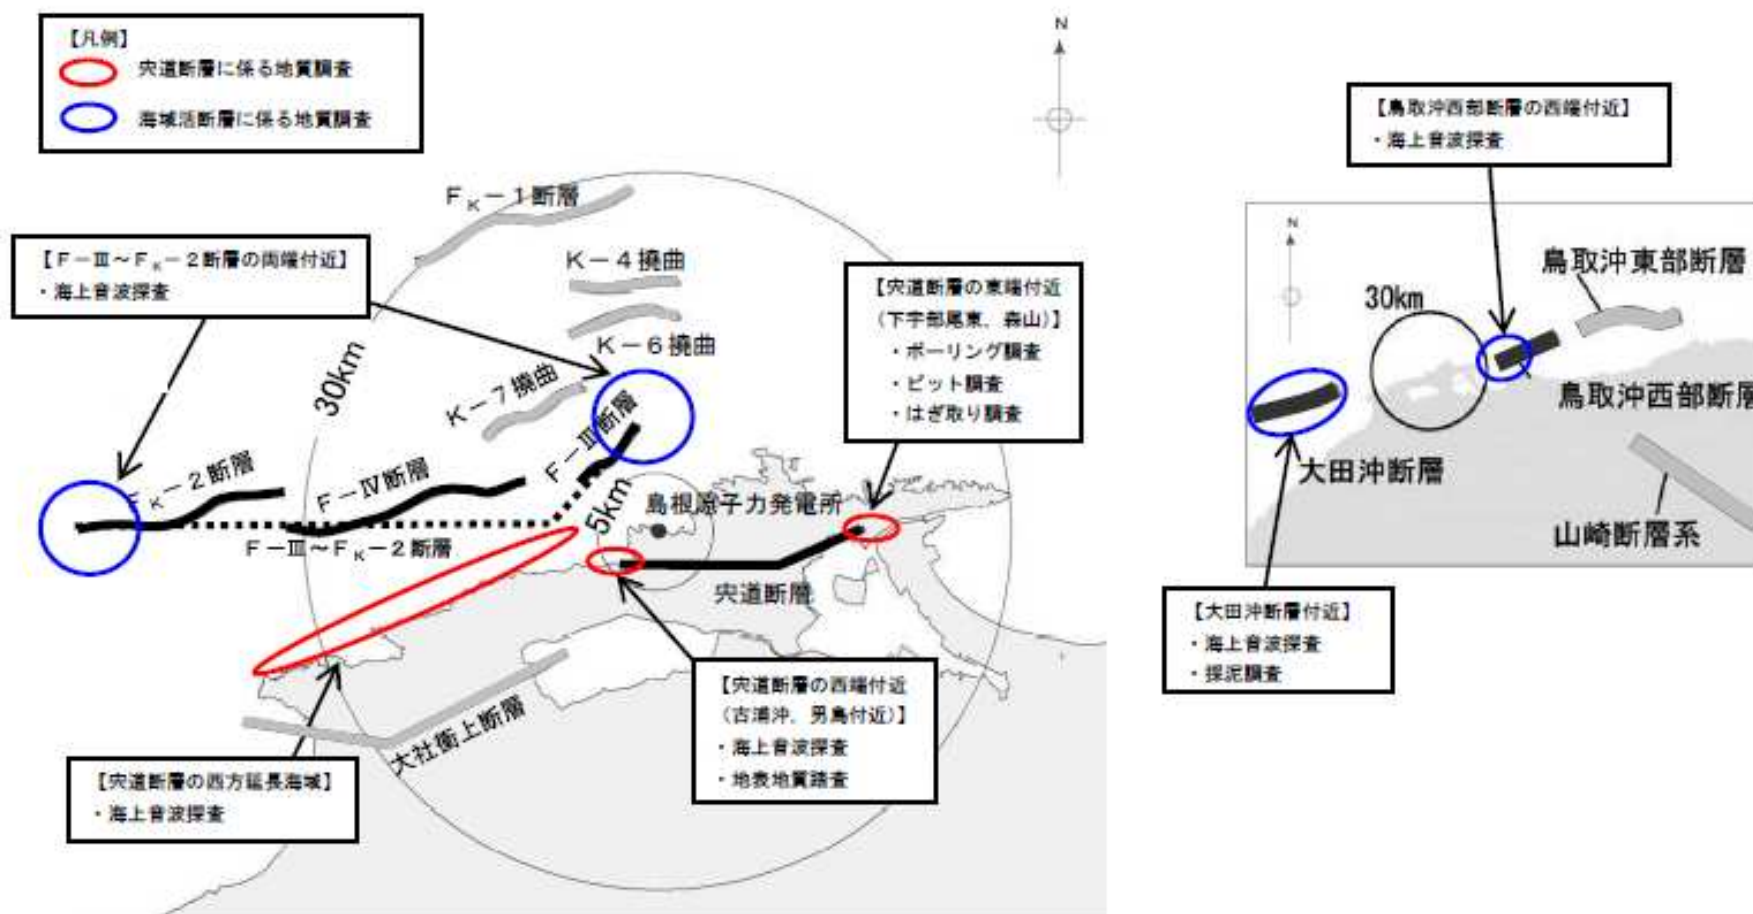 【凡例】
宍道断層に係る地質調査
海域活断層に係る地質調査
N
FK－1断層
【F－Ⅲ～FK－2断層の両端付近】
・海上音波探査
K－4撓曲
K－6撓曲
K－7撓曲
30km
【宍道断層の東端付近
（下宇部尾東，森山）】
・ボーリング調査
・ピット調査
・はぎ取り調査
FK－2断層
F－Ⅳ断層
F－Ⅲ断層
5km
島根原子力発電所
F－Ⅲ～FK－2断層
宍道断層
大社衝上断層
【宍道断層の西端付近
（古浦沖，男島付近）】
・海上音波探査
・地表地質踏査
【宍道断層の西方延長海域】
・海上音波探査
【鳥取沖西部断層の西端付近】
・海上音波探査
N
30km
鳥取沖東部断層
鳥取沖西部断層
大田沖断層
山崎断層系
【大田沖断層付近】
・海上音波探査
・採泥調査